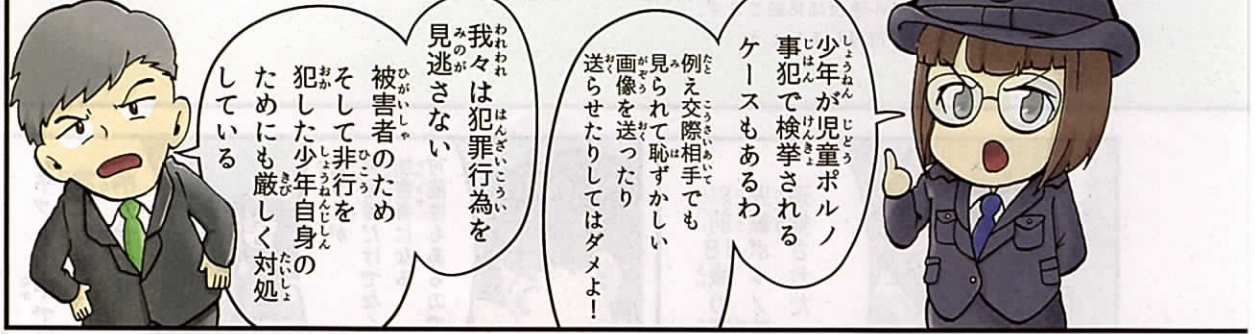 少年が児童ポルノ
事犯で検挙される
ケースもあるわ
例え交際相手でも
見られて恥ずかしい
画像を送ったり
送らせたりしてはダメよ！
我々は犯罪行為を
見逃さない
被害者のため
そして非行を
犯した少年自身の
ためにも厳しく対処
している